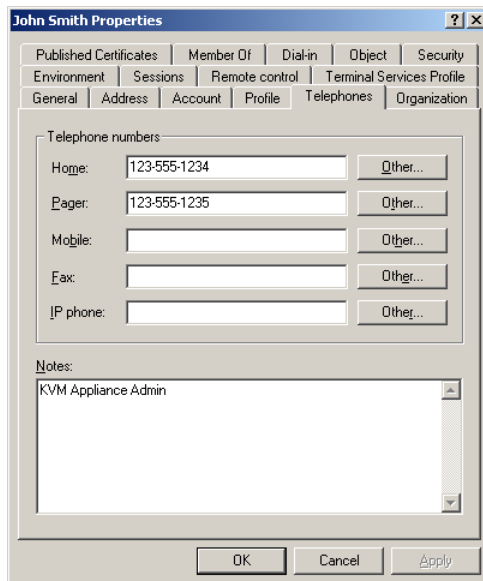 John Smith Properties
Published Certificates Member Of Dial-in Object Security
Environment Sessions Remote control Terminal Services Profile
General Address Account Profile Telephones Organization
Telephone numbers
Home: 123-555-1234 Other...
Pager: 123-555-1235 Other...
Mobile: Other...
Fax: Other...
IP phone: Other...
Notes:
KVM Appliance Admin
OK Cancel Apply